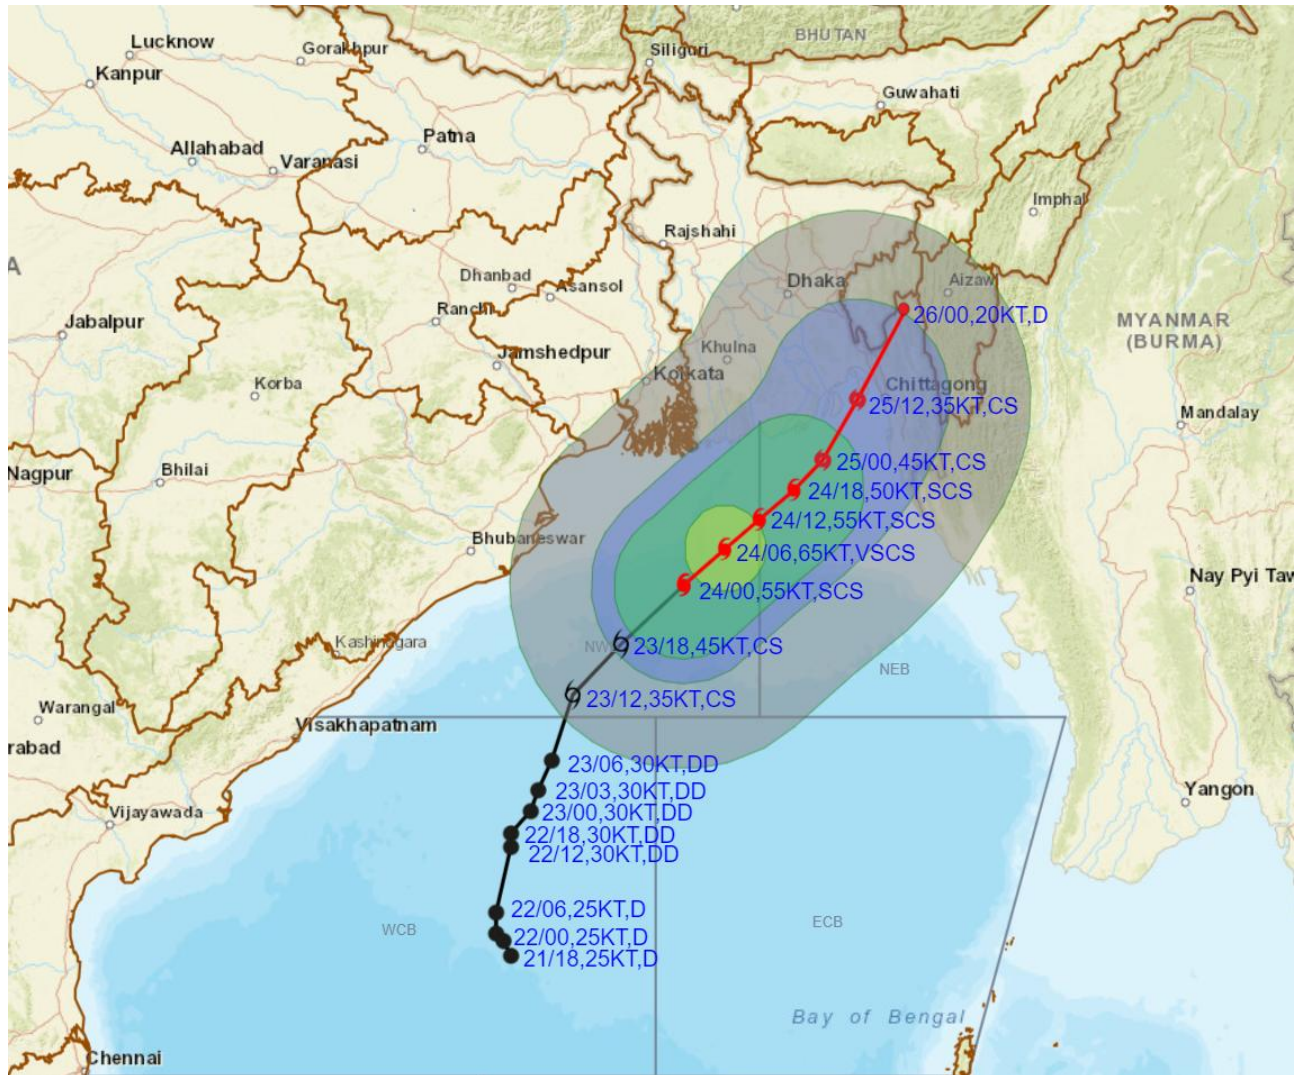 BHUTAN
Lucknow
Gorakhpur
Siliguri
Kanpur
Guwahati
Patna
Allahabad
Varanasi
Imphal
Rajshahi
A
Dhanbad
Dhaka
Aizaw
Asansol
Ranchi
26/00,20KT,D
Jabalpur
MYANMAR
(BURMA)
Khulna
Jamshedpur
Kolkata
Korba
Chittagong
25/12,35KT,CS
Mandalay
Nagpur
Bhilai
25/00,45KT,CS
24/18,50KT,SCS
24/12,55KT,SCS
Bhubaneswar
24/06,65KT,VSCS
Nay Pyi Taw
24/00,55KT,SCS
Kashinagara
NW
23/18,45KT,CS
NEB
23/12,35KT,CS
Warangal
Visakhapatnam
rabad
23/06,30KT,DD
23/03,30KT,DD
Yangon
23/00,30KT,DD
Vijayawada
22/18,30KT,DD
22/12,30KT,DD
22/06,25KT,D
WCB
ECB
22/00,25KT,D
21/18,25KT,D
Bay of Bengal
Chennai